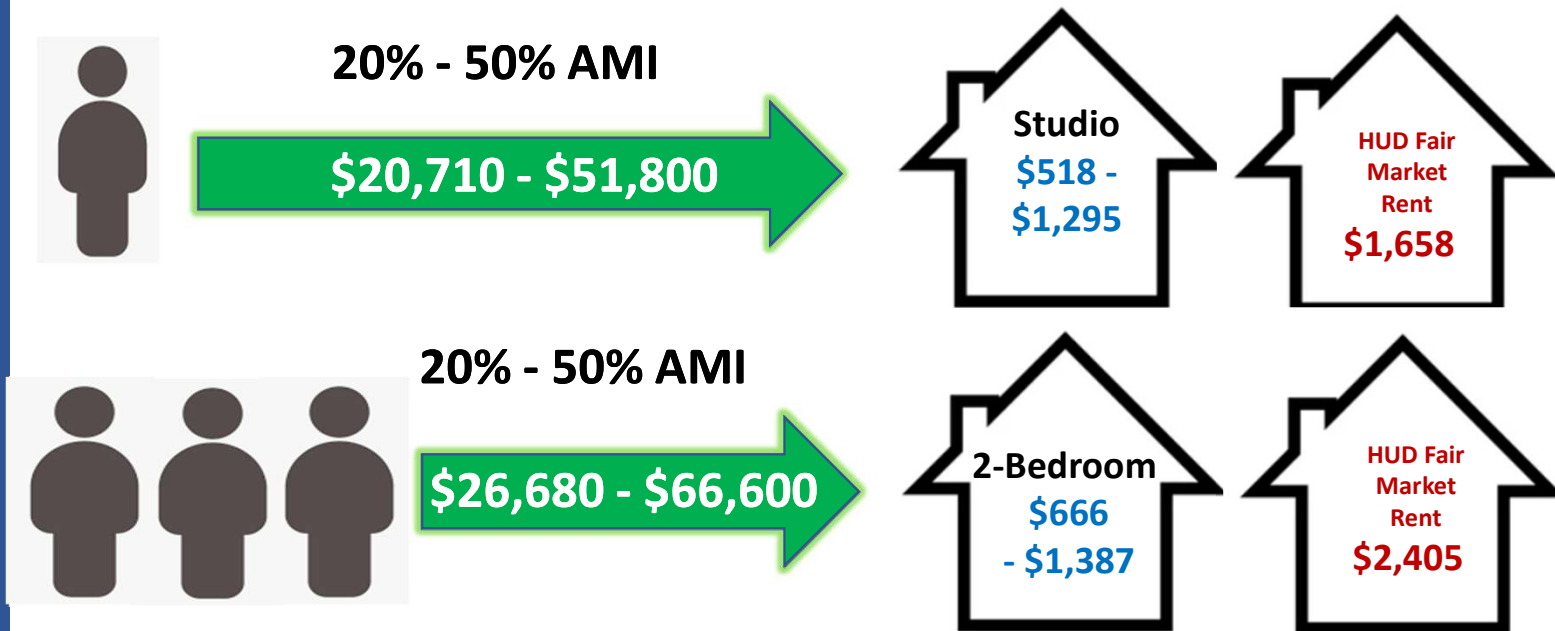 20% - 50% AMI
$20,710 - $51,800
Studio
$518 -
$1,295
HUD Fair
Market
Rent
$1,658
20% - 50% AMI
$26,680 - $66,600
2-Bedroom
$666
- $1,387
HUD Fair
Market
Rent
$2,405